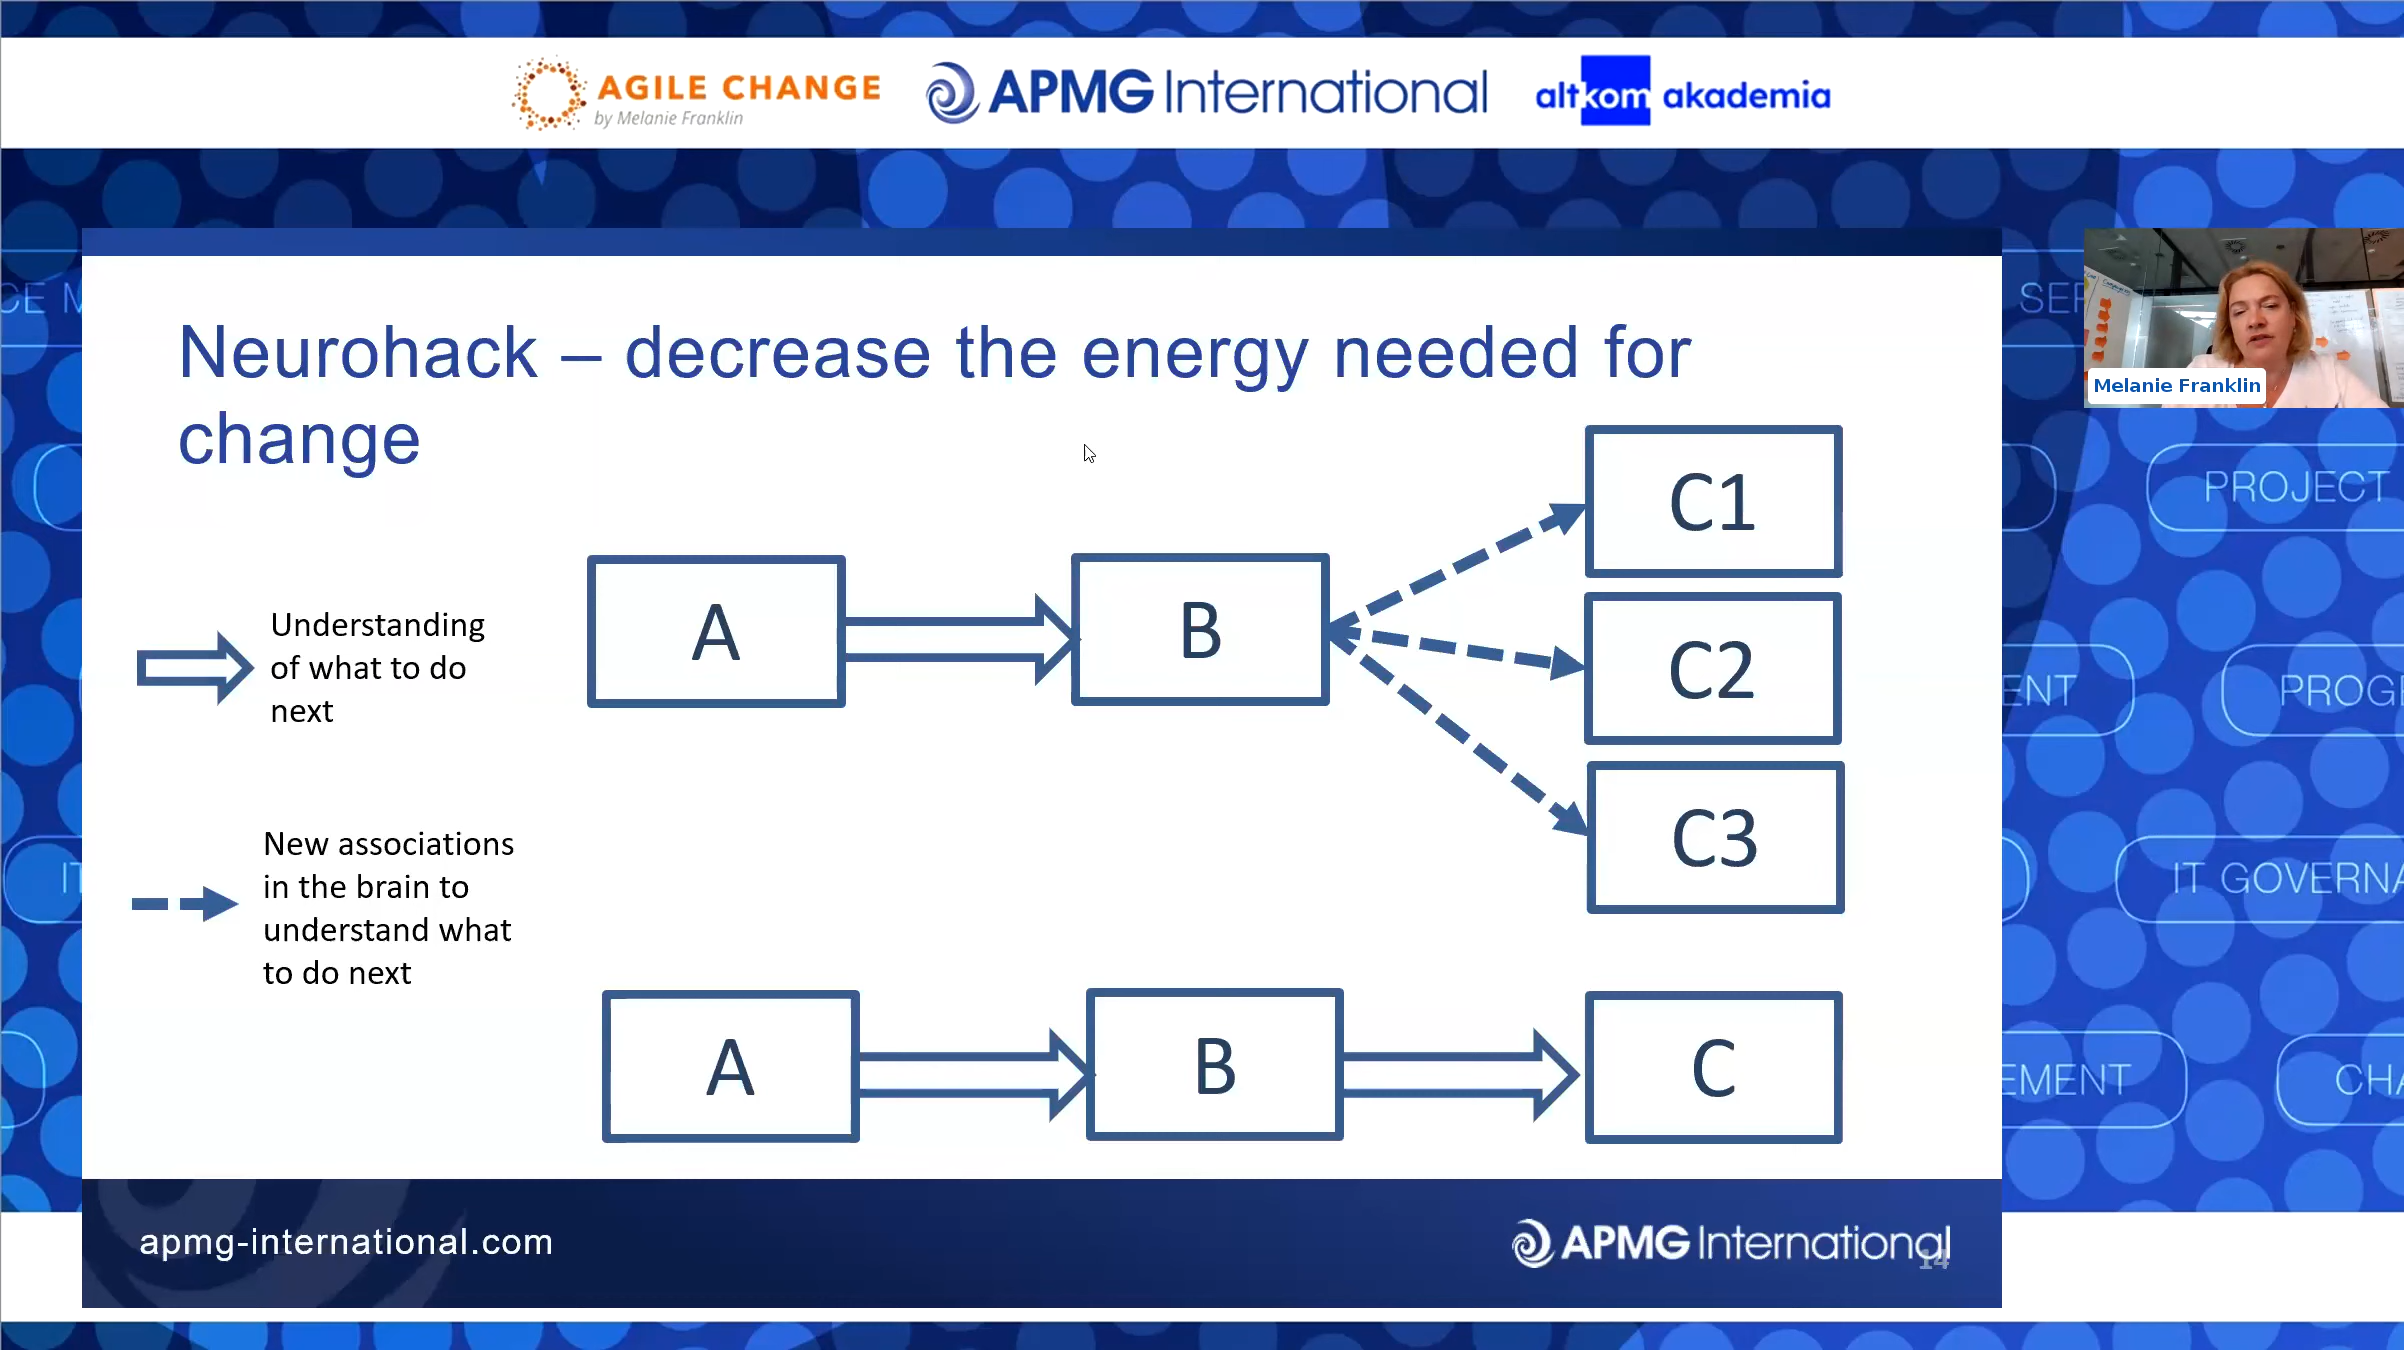 AGILE CHANGE
by Melanie Franklin
APMG International
altkom akademia
Neurohack – decrease the energy needed for
change
Melanie Franklin
C1
C2
C3
A
B
Understanding
of what to do
next
New associations
in the brain to
understand what
to do next
A
B
C
PROJECT
IT GOVERNA
EMENT
apmg-international.com
APMG International
14